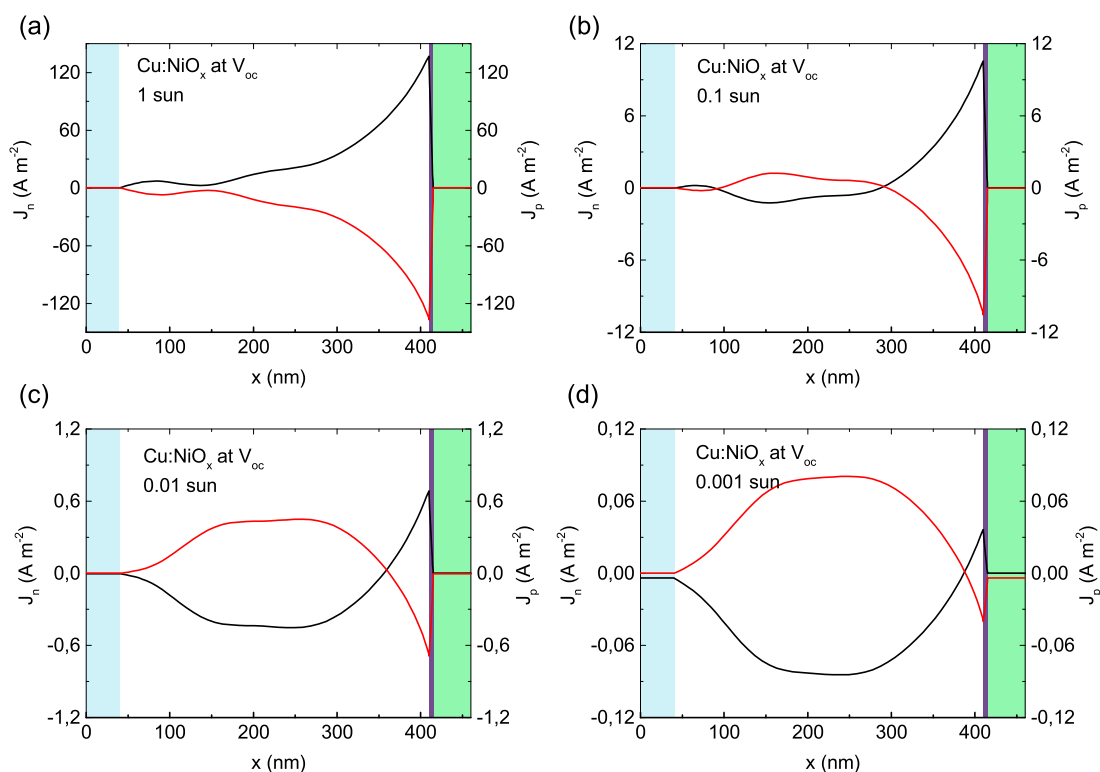 (a)
Cu:NiOx at Voc
1 sun
120
60
0
-60
-120
120
60
0
-60
-120
Jn (A m-2)
Jp (A m-2)
0 100 200 300 400
x (nm)
(b)
Cu:NiOx at Voc
0.1 sun
12
6
0
-6
-12
12
6
0
-6
-12
Jn (A m-2)
Jp (A m-2)
0 100 200 300 400
x (nm)
(c)
Cu:NiOx at Voc
0.01 sun
1,2
0,6
0,0
-0,6
-1,2
1,2
0,6
0,0
-0,6
-1,2
Jn (A m-2)
Jp (A m-2)
0 100 200 300 400
x (nm)
(d)
Cu:NiOx at Voc
0.001 sun
0,12
0,06
0,00
-0,06
-0,12
0,12
0,06
0,00
-0,06
-0,12
Jn (A m-2)
Jp (A m-2)
0 100 200 300 400
x (nm)